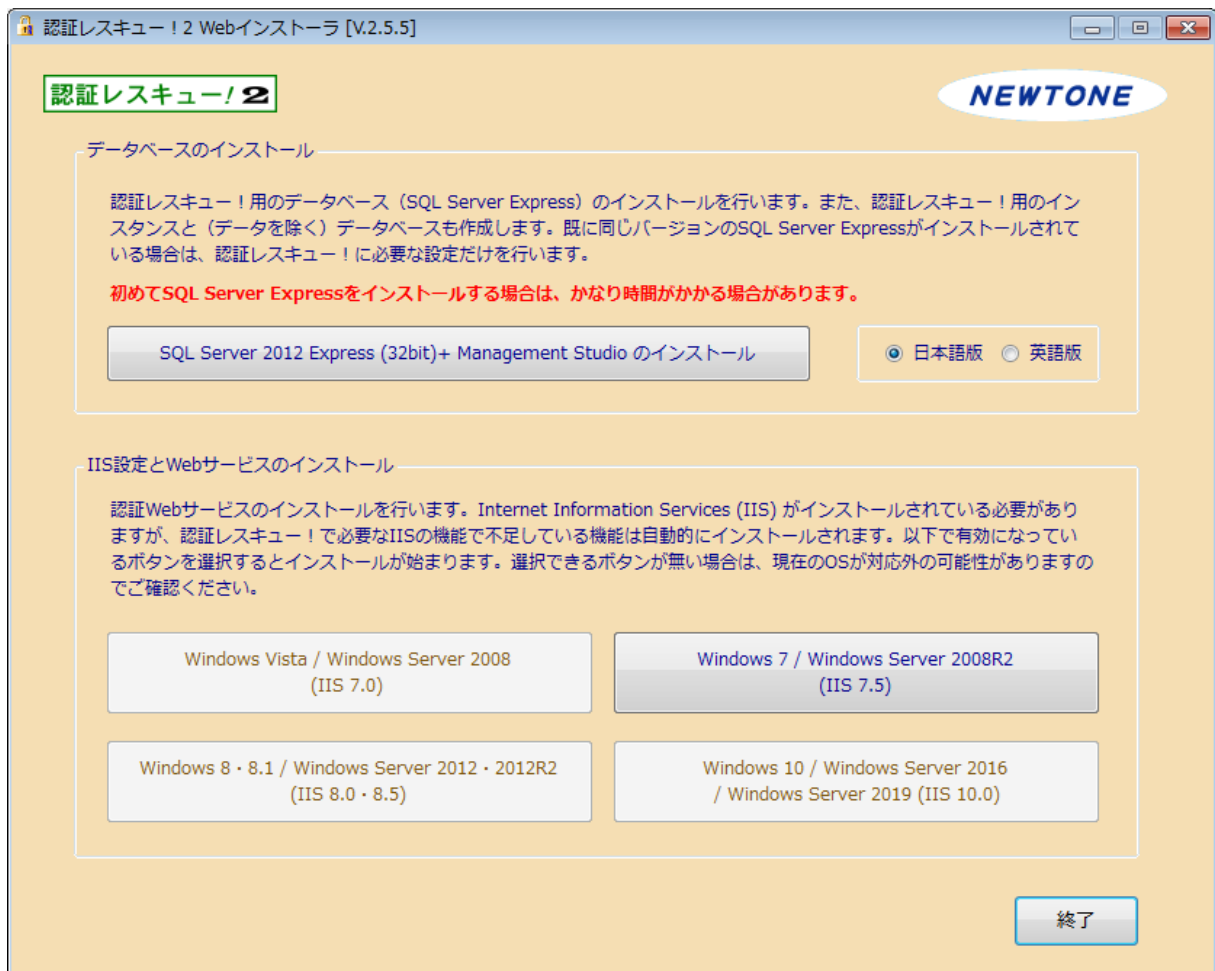 認証レスキュー！2 Webインストーラ [V.2.5.5]
認証レスキュー！2
NEWTONE
データベースのインストール
認証レスキュー！用のデータベース（SQL Server Express）のインストールを行います。また、認証レスキュー！用のイン
スタンスと（データを除く）データベースも作成します。既に同じバージョンのSQL Server Expressがインストールされて
いる場合は、認証レスキュー！に必要な設定だけを行います。
初めてSQL Server Expressをインストールする場合は、かなり時間がかかる場合があります。
SQL Server 2012 Express (32bit)+ Management Studio のインストール
日本語版 英語版
IIS設定とWebサービスのインストール
認証Webサービスのインストールを行います。Internet Information Services (IIS) がインストールされている必要があり
ますが、認証レスキュー！で必要なIISの機能で不足している機能は自動的にインストールされます。以下で有効になってい
るボタンを選択するとインストールが始まります。選択できるボタンが無い場合は、現在のOSが対応外の可能性がありますの
でご確認ください。
Windows Vista / Windows Server 2008
(IIS 7.0)
Windows 7 / Windows Server 2008R2
(IIS 7.5)
Windows 8・8.1 / Windows Server 2012・2012R2
(IIS 8.0・8.5)
Windows 10 / Windows Server 2016
/ Windows Server 2019 (IIS 10.0)
終了